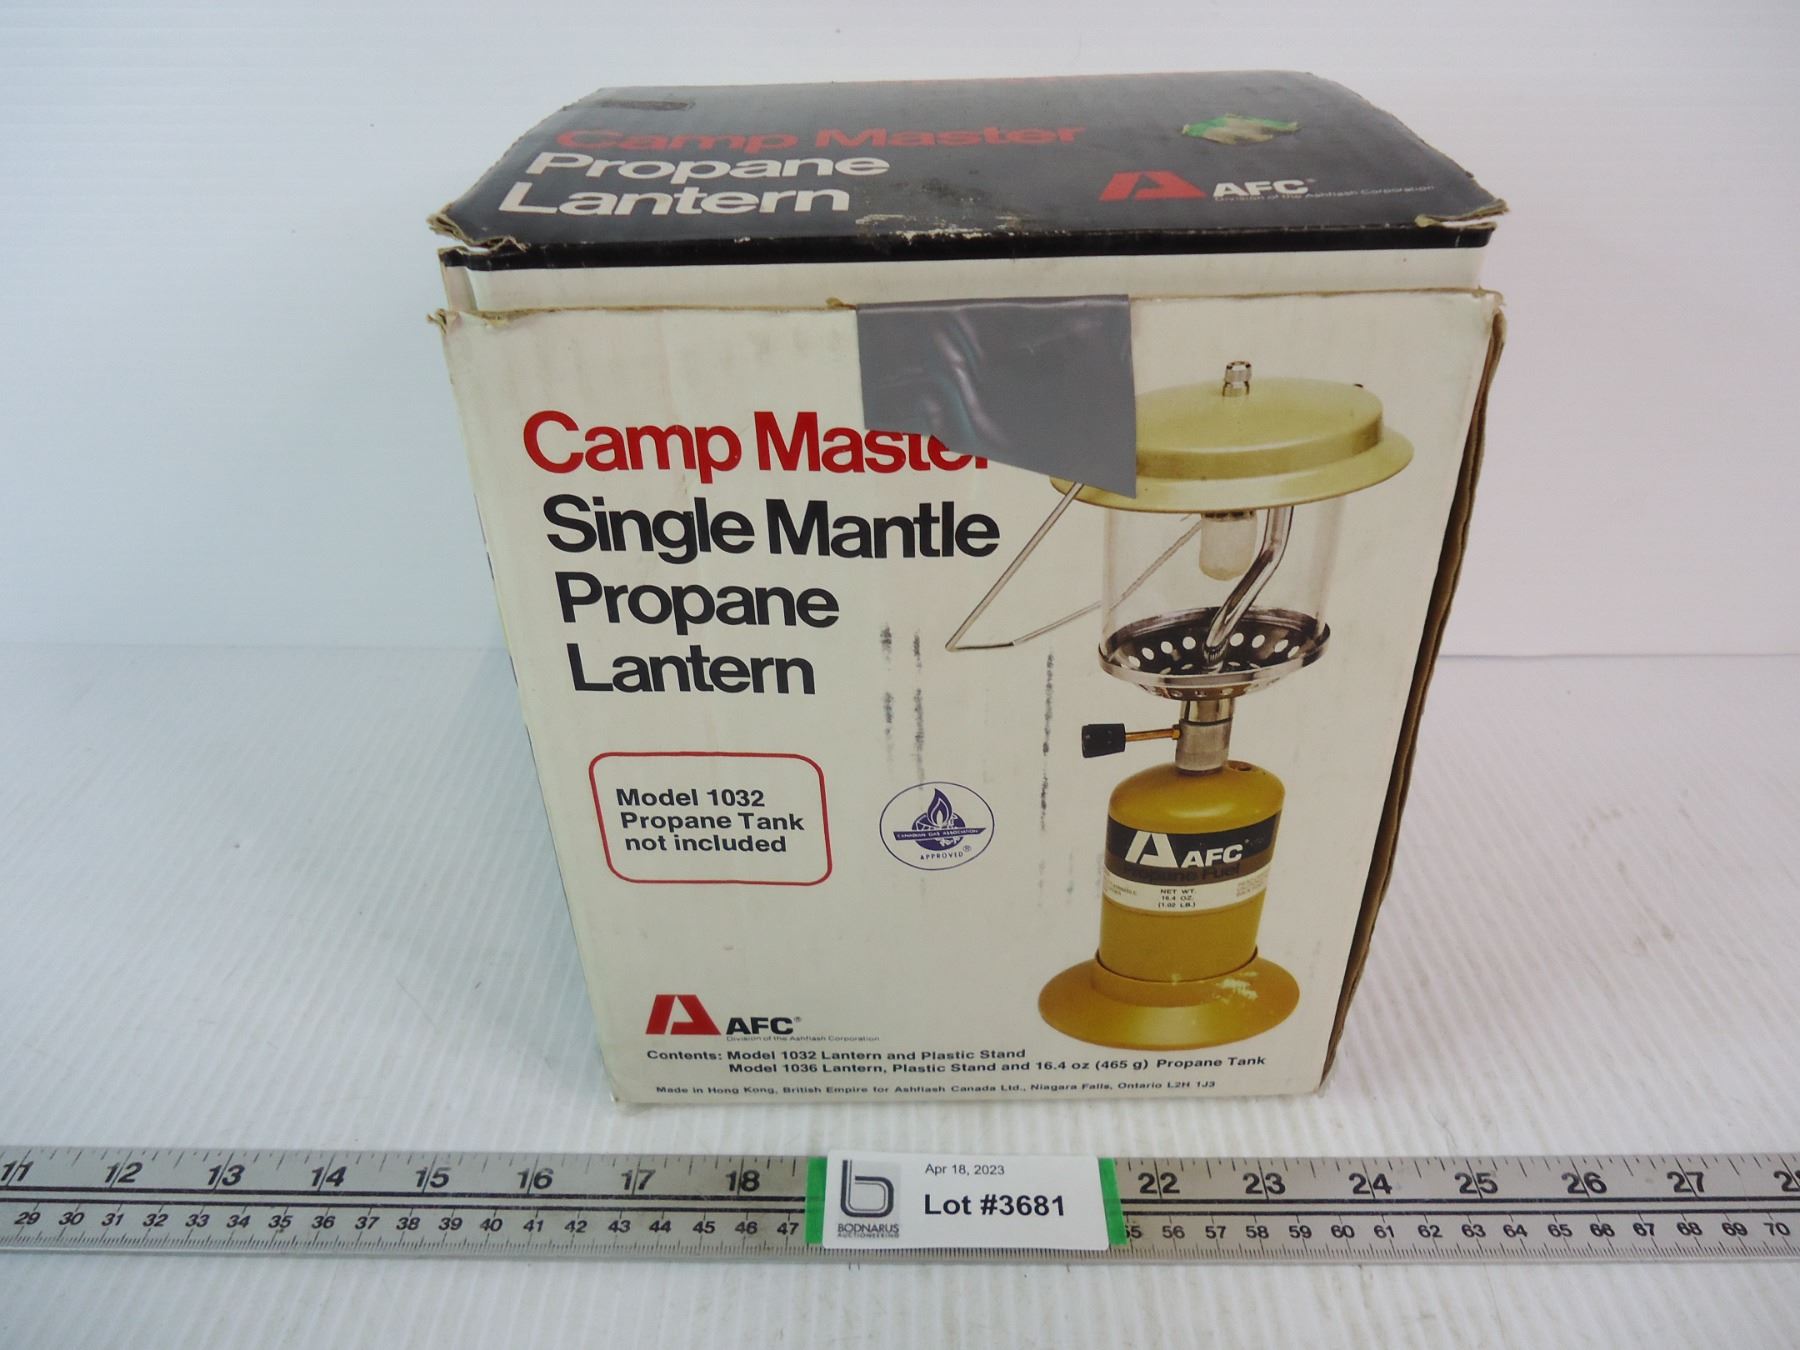 Camp Master
Propane
Lantern
AFC®
Division of the Ashflash Corporation
Camp Master
Single Mantle
Propane
Lantern
Model 1032
Propane Tank
not included
CANADIAN GAS ASSOCIATION
APPROVED®
AFC
Propane Fuel
NET WT.
16.4 OZ.
(1.02 LB.)
AFC®
Division of the Ashflash Corporation
Contents: Model 1032 Lantern and Plastic Stand
Model 1036 Lantern, Plastic Stand and 16.4 oz (465 g) Propane Tank
Made in Hong Kong, British Empire for Ashflash Canada Ltd., Niagara Falls, Ontario L2H 1J3
11 12 13 14 15 16 17 18 22 23 24 25 26 27 28
29 30 31 32 33 34 35 36 37 38 39 40 41 42 43 44 45 46 47 55 56 57 58 59 60 61 62 63 64 65 66 67 68 69 70
b
BODNARUS
AUCTIONEERING
Apr 18, 2023
Lot #3681